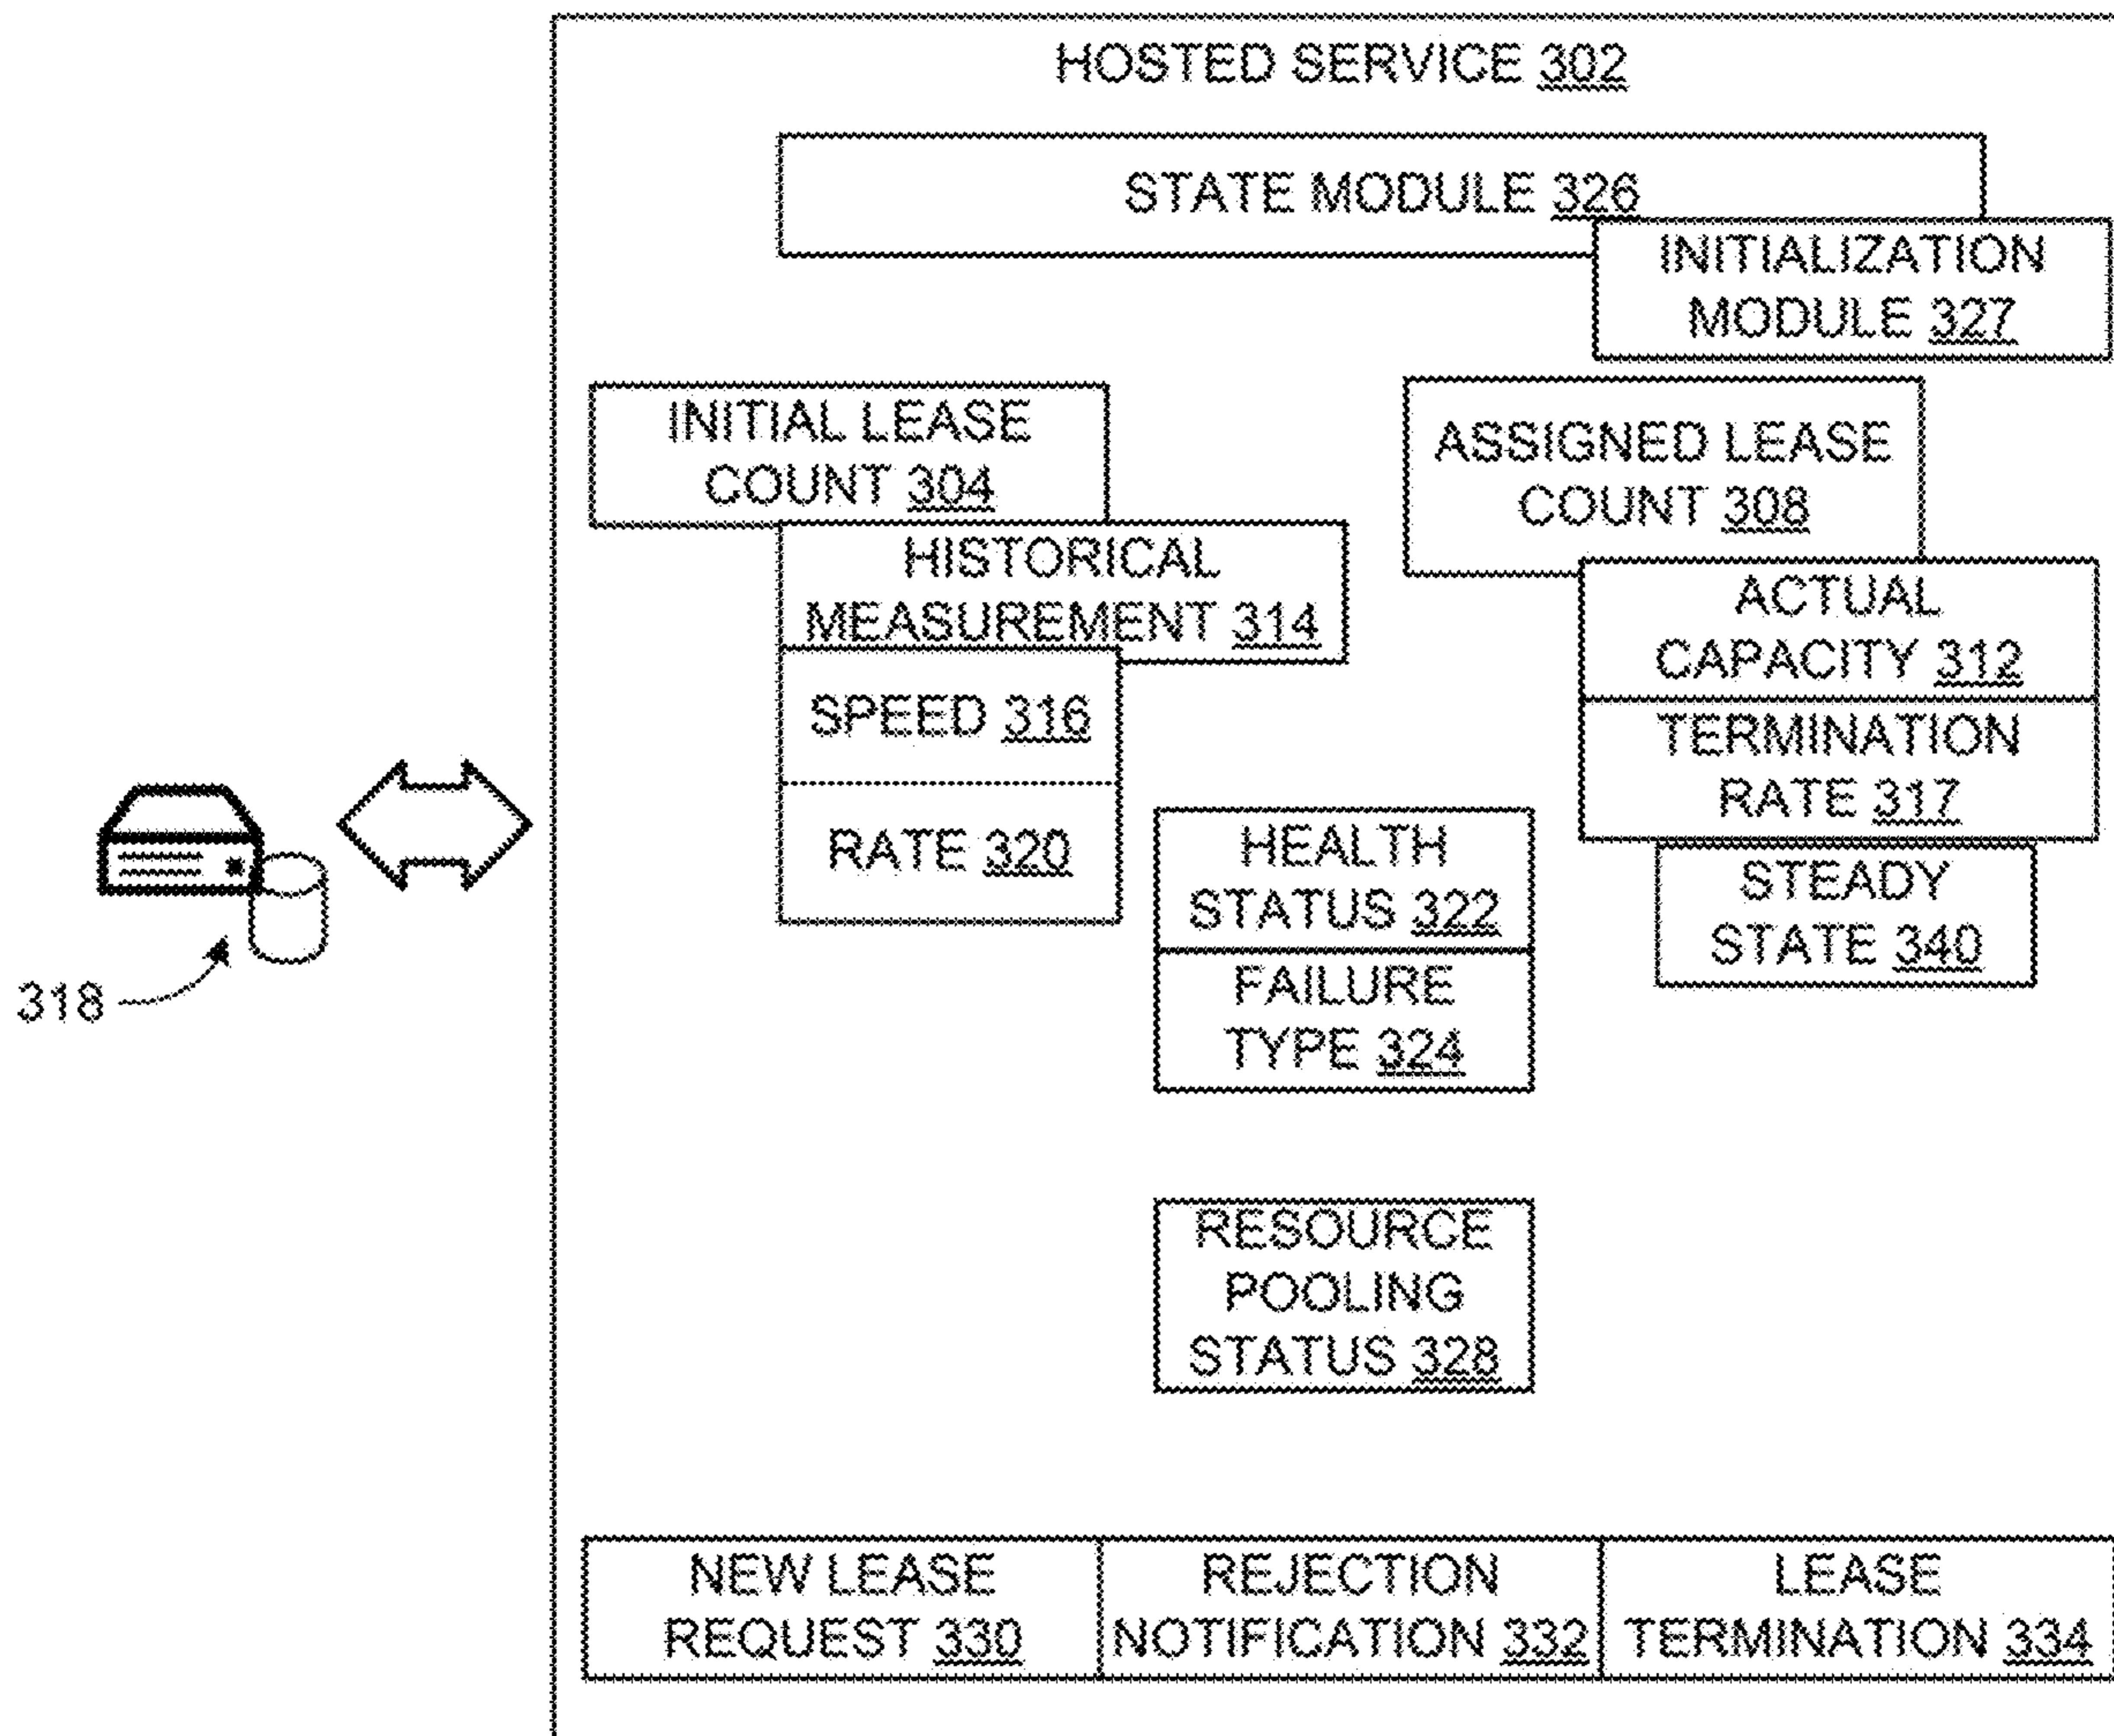 HOSTED SERVICE 302
STATE MODULE 326
INITIALIZATION
MODULE 327
INITIAL LEASE
COUNT 304
ASSIGNED LEASE
COUNT 308
HISTORICAL
MEASUREMENT 314
ACTUAL
CAPACITY 312
SPEED 316
TERMINATION
RATE 317
RATE 320
HEALTH
STATUS 322
STEADY
STATE 340
FAILURE
TYPE 324
318
RESOURCE
POOLING
STATUS 328
NEW LEASE
REQUEST 330
REJECTION
NOTIFICATION 332
LEASE
TERMINATION 334